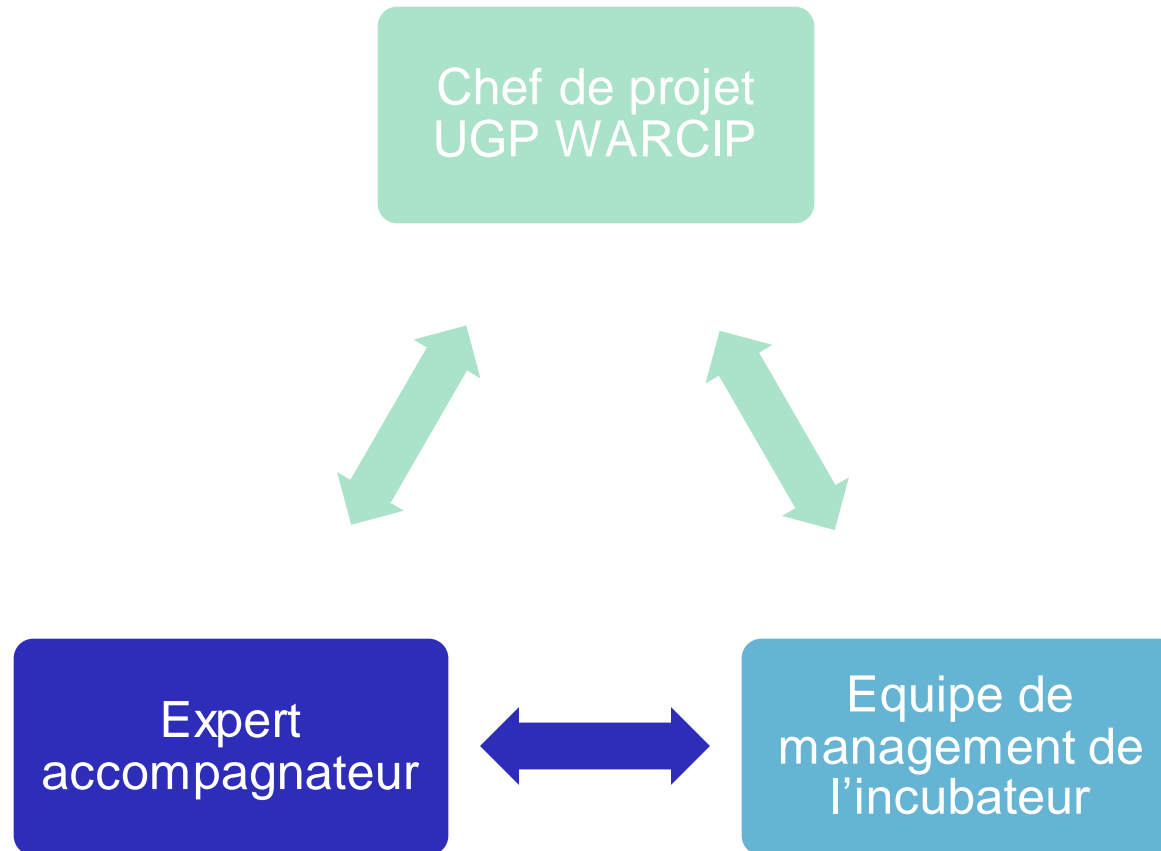 Chef de projet
UGP WARCIP
Expert
accompagnateur
Equipe de
management de
l’incubateur